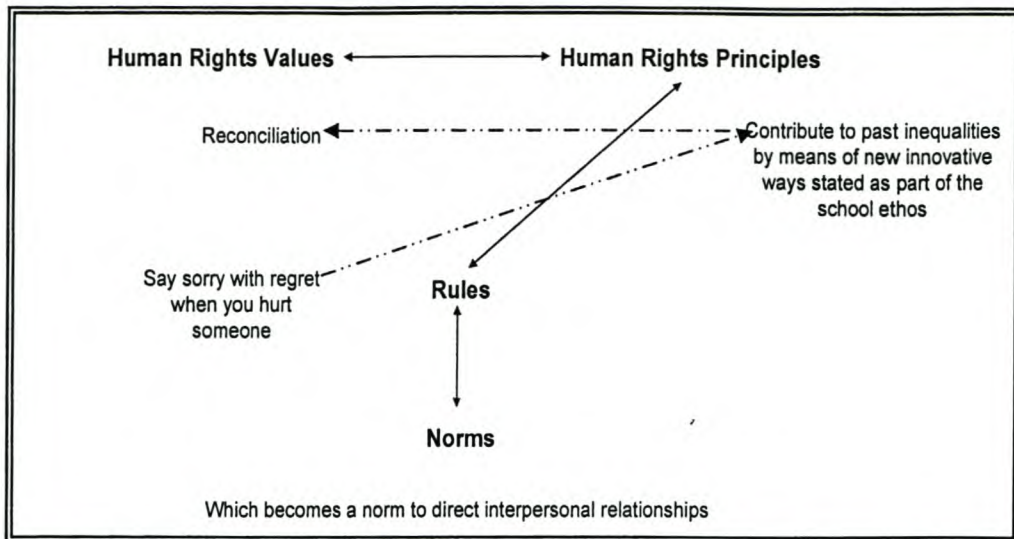 Human Rights Values
Human Rights Principles
Reconciliation
Contribute to past inequalities
by means of new innovative
ways stated as part of the
school ethos
Say sorry with regret
when you hurt
someone
Rules
Norms
Which becomes a norm to direct interpersonal relationships